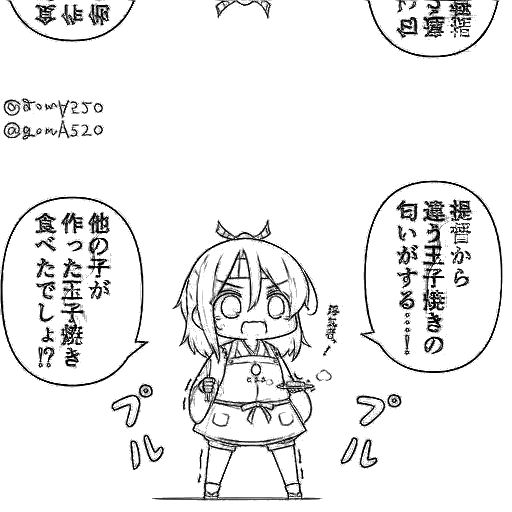 @gomA520
提督から
違う玉子焼きの
匂いがする…!
他の子が
作った玉子焼き
食べたでしょ!?
プル
プル